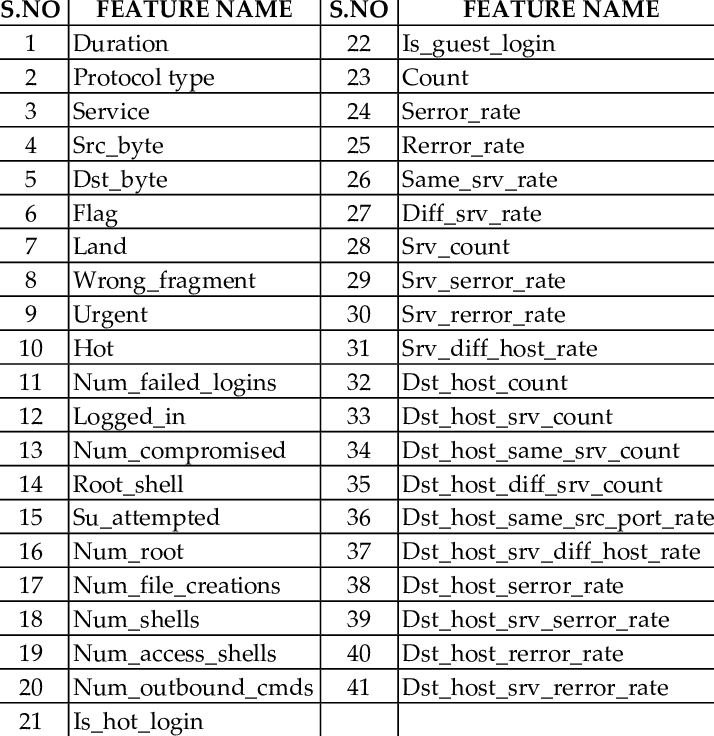 S.NO FEATURE NAME S.NO FEATURE NAME
1 Duration 22 Is_guest_login
2 Protocol type 23 Count
3 Service 24 Serror_rate
4 Src_byte 25 Rerror_rate
5 Dst_byte 26 Same_srv_rate
6 Flag 27 Diff_srv_rate
7 Land 28 Srv_count
8 Wrong_fragment 29 Srv_serror_rate
9 Urgent 30 Srv_rerror_rate
10 Hot 31 Srv_diff_host_rate
11 Num_failed_logins 32 Dst_host_count
12 Logged_in 33 Dst_host_srv_count
13 Num_compromised 34 Dst_host_same_srv_count
14 Root_shell 35 Dst_host_diff_srv_count
15 Su_attempted 36 Dst_host_same_src_port_rate
16 Num_root 37 Dst_host_srv_diff_host_rate
17 Num_file_creations 38 Dst_host_serror_rate
18 Num_shells 39 Dst_host_srv_serror_rate
19 Num_access_shells 40 Dst_host_rerror_rate
20 Num_outbound_cmds 41 Dst_host_srv_rerror_rate
21 Is_hot_login